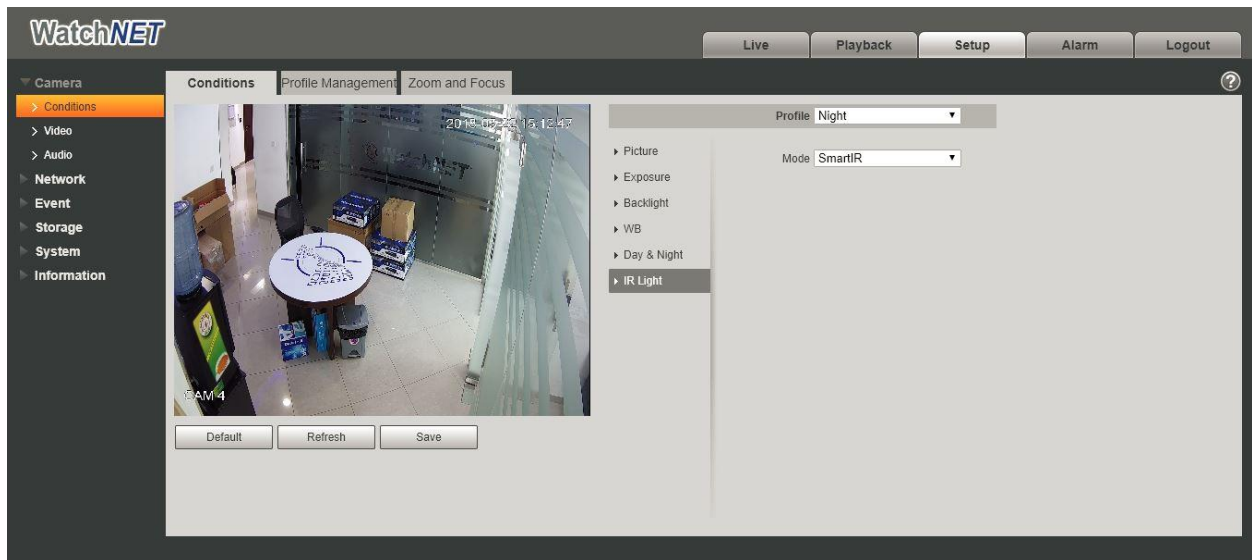 WatchNET
Live Playback Setup Alarm Logout
Camera
Conditions
Video
Audio
Network
Event
Storage
System
Information
Conditions Profile Management Zoom and Focus
CAM 4
Default Refresh Save
Profile Night
Picture
Exposure
Backlight
WB
Day & Night
IR Light
Mode SmartIR